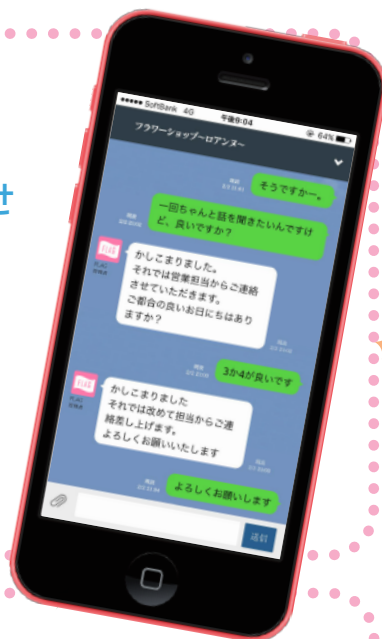 せ
SoftBank 4G 午後9:04 64%
フラワーショップ〜ロアンヌ〜
そうですかー。
一回ちゃんと話を聞きたいんですけ
ど、良いですか？
かしこまりました。
それでは営業担当からご連絡
させていただきます。
ご都合の良いお日にちはあり
ますか？
3か4が良いです
かしこまりました
それでは改めて担当からご連
絡差し上げます。
よろしくお願いいたします
よろしくお願いします
送信